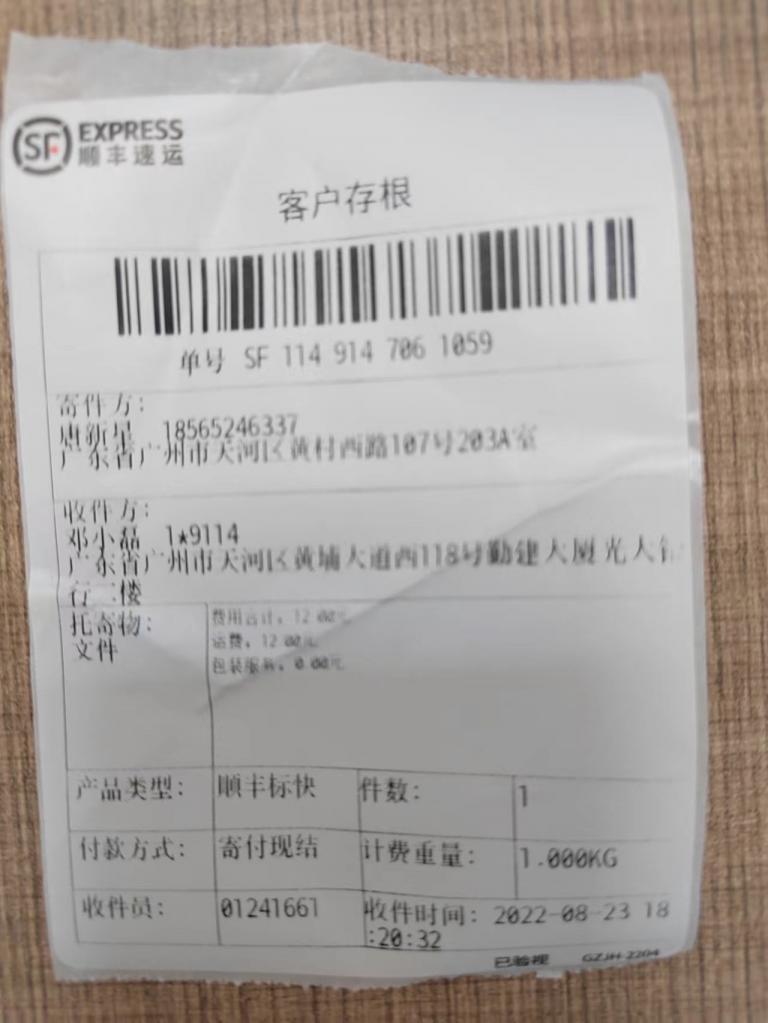 SF EXPRESS
顺丰速运
客户存根
单号 SF 114 914 706 1059
寄件方:
唐新星 18565246337
广东省广州市天河区黄村西路107号203A室
收件方:
邓小磊 1*9114
广东省广州市天河区黄埔大道西118号勤建大厦光大
行二楼
托寄物:
文件
费用合计: 12.00元
运费: 12.00元
包装服务: 0.00元
产品类型: 顺丰标快 件数: 1
付款方式: 寄付现结 计费重量: 1.000KG
收件员: 01241661 收件时间: 2022-08-23 18
:20:32
已验视 GZJH-2204